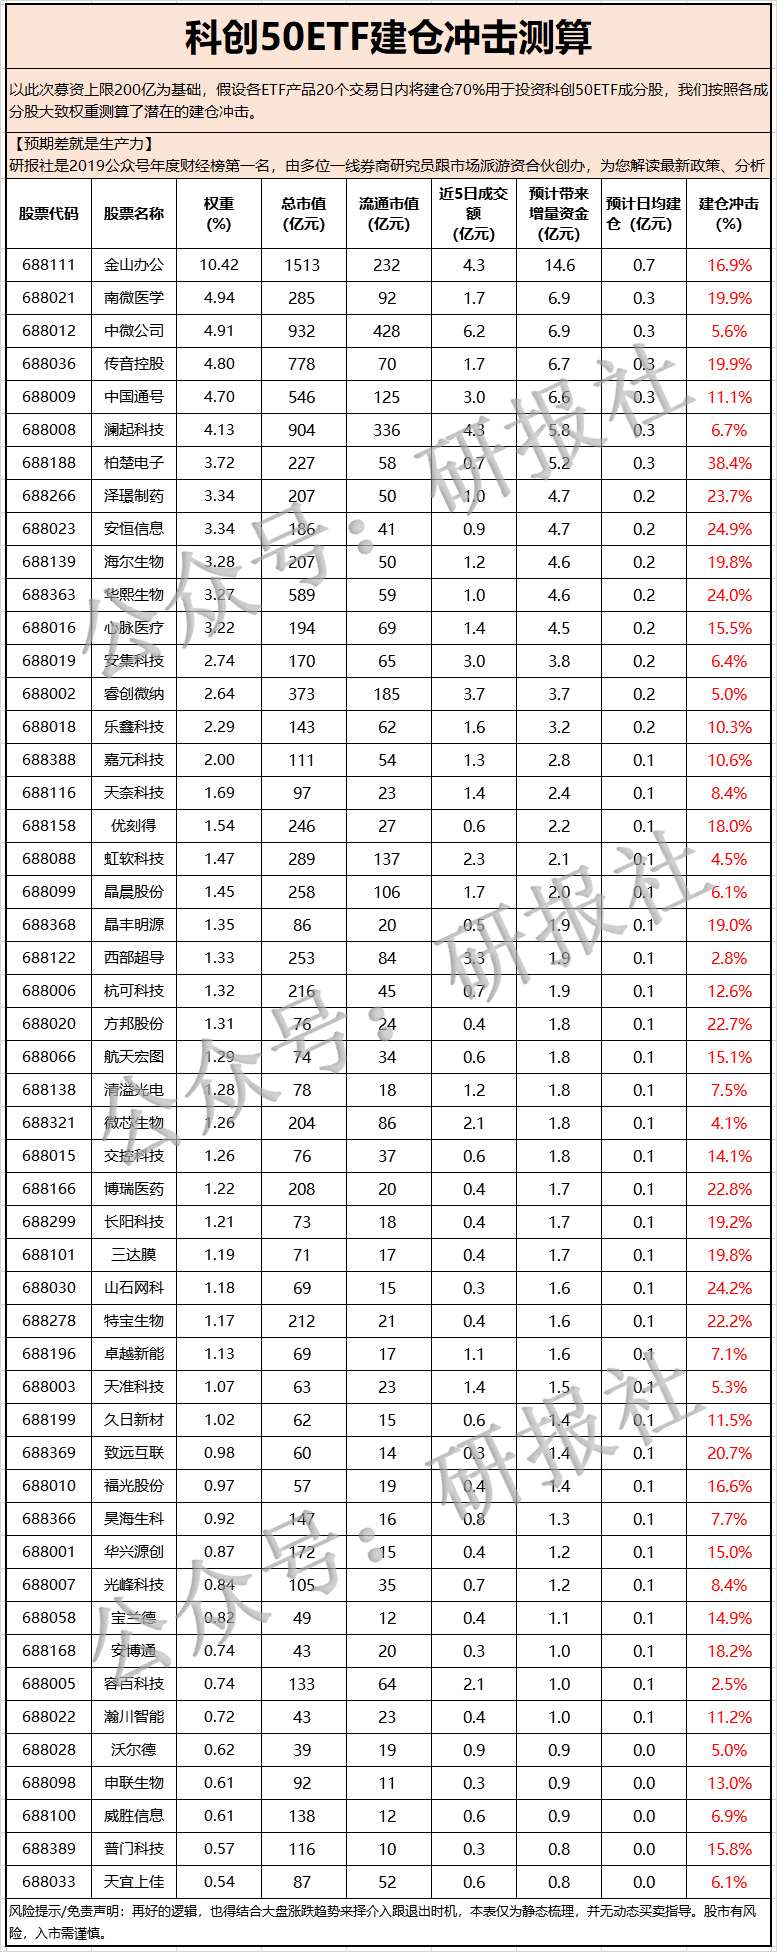 科创50ETF建仓冲击测算
以此次募资上限200亿为基础，假设各ETF产品20个交易日内将建仓70%用于投资科创50ETF成分股，我们按照各成
分股大致权重测算了潜在的建仓冲击。
【预期差就是生产力】
研报社是2019公众号年度财经榜第一名，由多位一线券商研究员跟市场派游资合伙创办，为您解读最新政策、分析
股票代码 股票名称 权重(%) 总市值(亿元) 流通市值(亿元) 近5日成交额(亿元) 预计带来增量资金(亿元) 预计日均建仓（亿元） 建仓冲击(%)
688111 金山办公 10.42 1513 232 4.3 14.6 0.7 16.9%
688021 南微医学 4.94 285 92 1.7 6.9 0.3 19.9%
688012 中微公司 4.91 932 428 6.2 6.9 0.3 5.6%
688036 传音控股 4.80 778 70 1.7 6.7 0.3 19.9%
688009 中国通号 4.70 546 125 3.0 6.6 0.3 11.1%
688008 澜起科技 4.13 904 336 4.3 5.8 0.3 6.7%
688188 柏楚电子 3.72 227 58 0.7 5.2 0.3 38.4%
688266 泽璟制药 3.34 207 50 1.0 4.7 0.2 23.7%
688023 安恒信息 3.34 186 41 0.9 4.7 0.2 24.9%
688139 海尔生物 3.28 207 50 1.2 4.6 0.2 19.8%
688363 华熙生物 3.27 589 59 1.0 4.6 0.2 24.0%
688016 心脉医疗 3.22 194 69 1.4 4.5 0.2 15.5%
688019 安集科技 2.74 170 65 3.0 3.8 0.2 6.4%
688002 睿创微纳 2.64 373 185 3.7 3.7 0.2 5.0%
688018 乐鑫科技 2.29 143 62 1.6 3.2 0.2 10.3%
688388 嘉元科技 2.00 111 54 1.3 2.8 0.1 10.6%
688116 天奈科技 1.69 97 23 1.4 2.4 0.1 8.4%
688158 优刻得 1.54 246 27 0.6 2.2 0.1 18.0%
688088 虹软科技 1.47 289 137 2.3 2.1 0.1 4.5%
688099 晶晨股份 1.45 258 106 1.7 2.0 0.1 6.1%
688368 晶丰明源 1.35 86 20 0.5 1.9 0.1 19.0%
688122 西部超导 1.33 253 84 3.3 1.9 0.1 2.8%
688006 杭可科技 1.32 216 45 0.7 1.9 0.1 12.6%
688020 方邦股份 1.31 76 24 0.4 1.8 0.1 22.7%
688066 航天宏图 1.29 74 34 0.6 1.8 0.1 15.1%
688138 清溢光电 1.28 78 18 1.2 1.8 0.1 7.5%
688321 微芯生物 1.26 204 86 2.1 1.8 0.1 4.1%
688015 交控科技 1.26 76 37 0.6 1.8 0.1 14.1%
688166 博瑞医药 1.22 208 20 0.4 1.7 0.1 22.8%
688299 长阳科技 1.21 73 18 0.4 1.7 0.1 19.2%
688101 三达膜 1.19 71 17 0.4 1.7 0.1 19.8%
688030 山石网科 1.18 69 15 0.3 1.6 0.1 24.2%
688278 特宝生物 1.17 212 21 0.4 1.6 0.1 22.2%
688196 卓越新能 1.13 69 17 1.1 1.6 0.1 7.1%
688003 天准科技 1.07 63 23 1.4 1.5 0.1 5.3%
688199 久日新材 1.02 62 15 0.6 1.4 0.1 11.5%
688369 致远互联 0.98 60 14 0.3 1.4 0.1 20.7%
688010 福光股份 0.97 57 19 0.4 1.4 0.1 16.6%
688366 昊海生科 0.92 147 16 0.8 1.3 0.1 7.7%
688001 华兴源创 0.87 172 15 0.4 1.2 0.1 15.0%
688007 光峰科技 0.84 105 35 0.7 1.2 0.1 8.4%
688058 宝兰德 0.82 49 12 0.4 1.1 0.1 14.9%
688168 安博通 0.74 43 20 0.3 1.0 0.1 18.2%
688005 容百科技 0.74 133 64 2.1 1.0 0.1 2.5%
688022 瀚川智能 0.72 43 23 0.4 1.0 0.1 11.2%
688028 沃尔德 0.62 39 19 0.9 0.9 0.0 5.0%
688098 申联生物 0.61 92 11 0.3 0.9 0.0 13.0%
688100 威胜信息 0.61 138 12 0.6 0.9 0.0 6.9%
688389 普门科技 0.57 116 10 0.3 0.8 0.0 15.8%
688033 天宜上佳 0.54 87 52 0.6 0.8 0.0 6.1%
风险提示/免责声明：再好的逻辑，也得结合大盘涨跌趋势来择介入跟退出时机，本表仅为静态梳理，并无动态买卖指导。股市有风
险，入市需谨慎。
公众号：研报社
公众号：研报社
公众号：研报社